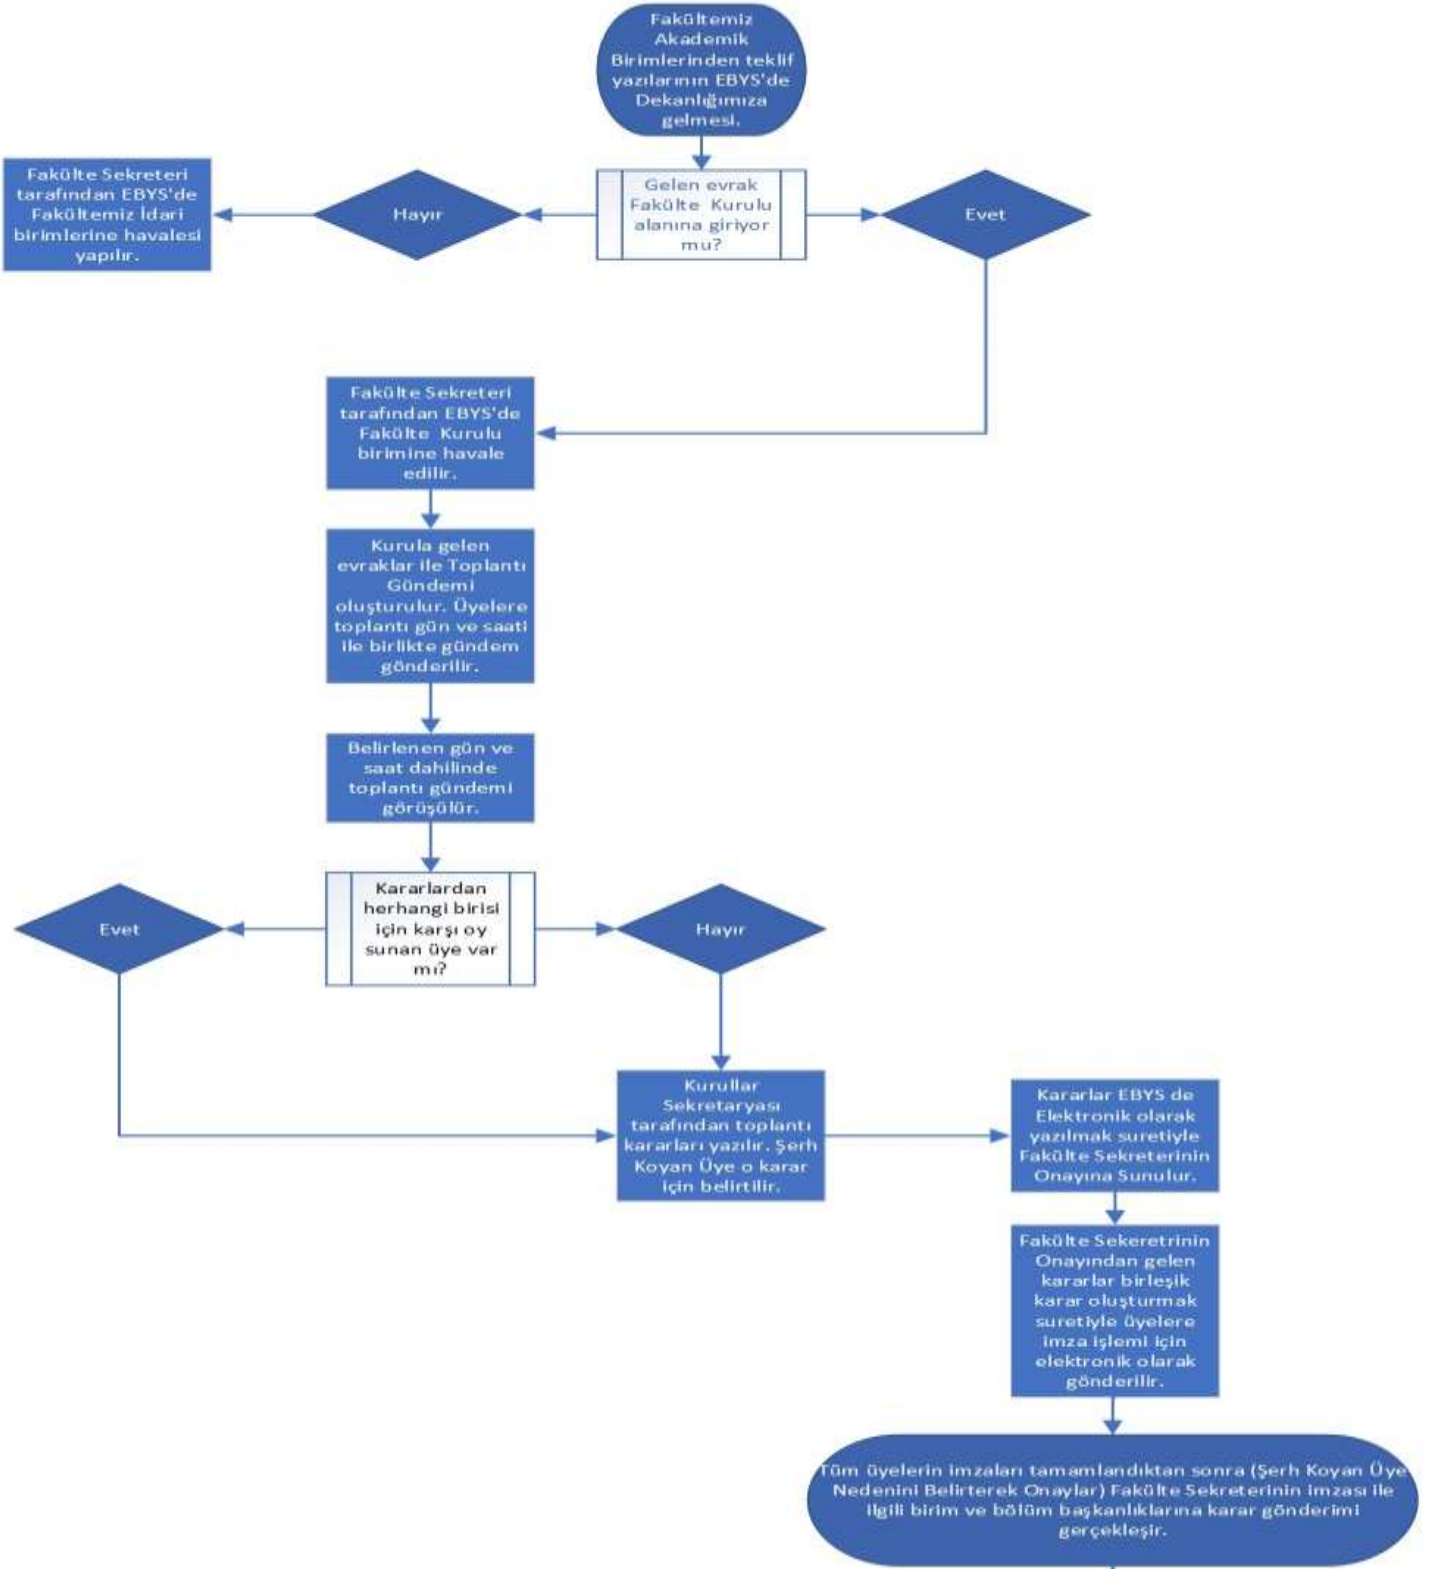 Fakültemiz
Akademik
Birimlerinden teklif
yazılarının EBYS'de
Dekanlığımıza
gelmesi.
Fakülte Sekreteri
tarafından EBYS'de
Fakültemiz İdari
birimlerine havalesi
yapılır.
Hayır
Gelen evrak
Fakülte Kurulu
alanına giriyor
mu?
Evet
Fakülte Sekreteri
tarafından EBYS'de
Fakülte Kurulu
birimine havale
edilir.
Kurula gelen
evraklar ile Toplantı
Gündemi
oluşturulur. Üyelere
toplantı gün ve saati
ile birlikte gündem
gönderilir.
Belirlenen gün ve
saat dahilinde
toplantı gündemi
görüşülür.
Evet
Kararlardan
herhangi birisi
için karşı oy
sunan üye var
mı?
Hayır
Kurullar
Sekretaryası
tarafından toplantı
kararları yazılır. Şerh
Koyan Üye o karar
için belirtilir.
Kararlar EBYS de
Elektronik olarak
yazılmak suretiyle
Fakülte Sekreterinin
Onayına Sunulur.
Fakülte Sekeretrinin
Onayından gelen
kararlar birleşik
karar oluşturmak
suretiyle üyelere
imza işlemi için
elektronik olarak
gönderilir.
Tüm üyelerin imzaları tamamlandıktan sonra (Şerh Koyan Üye
Nedenini Belirterek Onaylar) Fakülte Sekreterinin imzası ile
ilgili birim ve bölüm başkanlıklarına karar gönderimi
gerçekleşir.